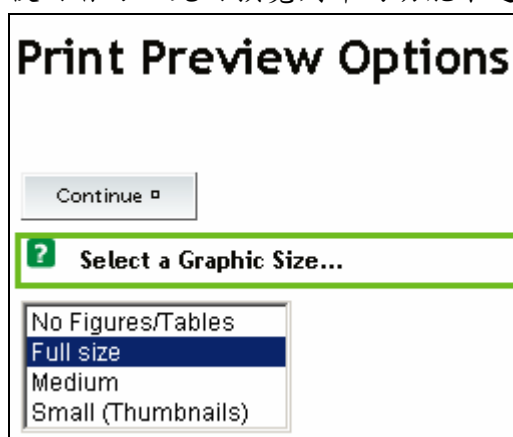 Print Preview Options
Continue
? Select a Graphic Size...
No Figures/Tables
Full size
Medium
Small (Thumbnails)